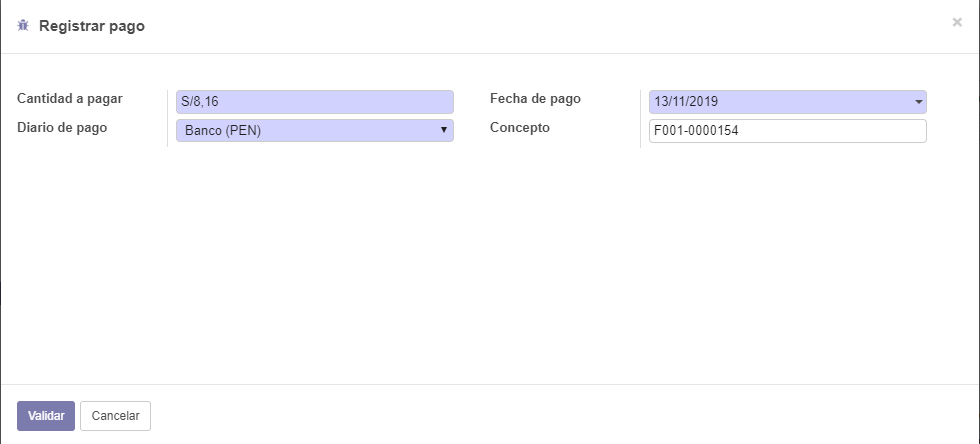 Registrar pago
×
Cantidad a pagar S/8,16 Fecha de pago 13/11/2019
Diario de pago Banco (PEN) Concepto F001-0000154
Validar Cancelar